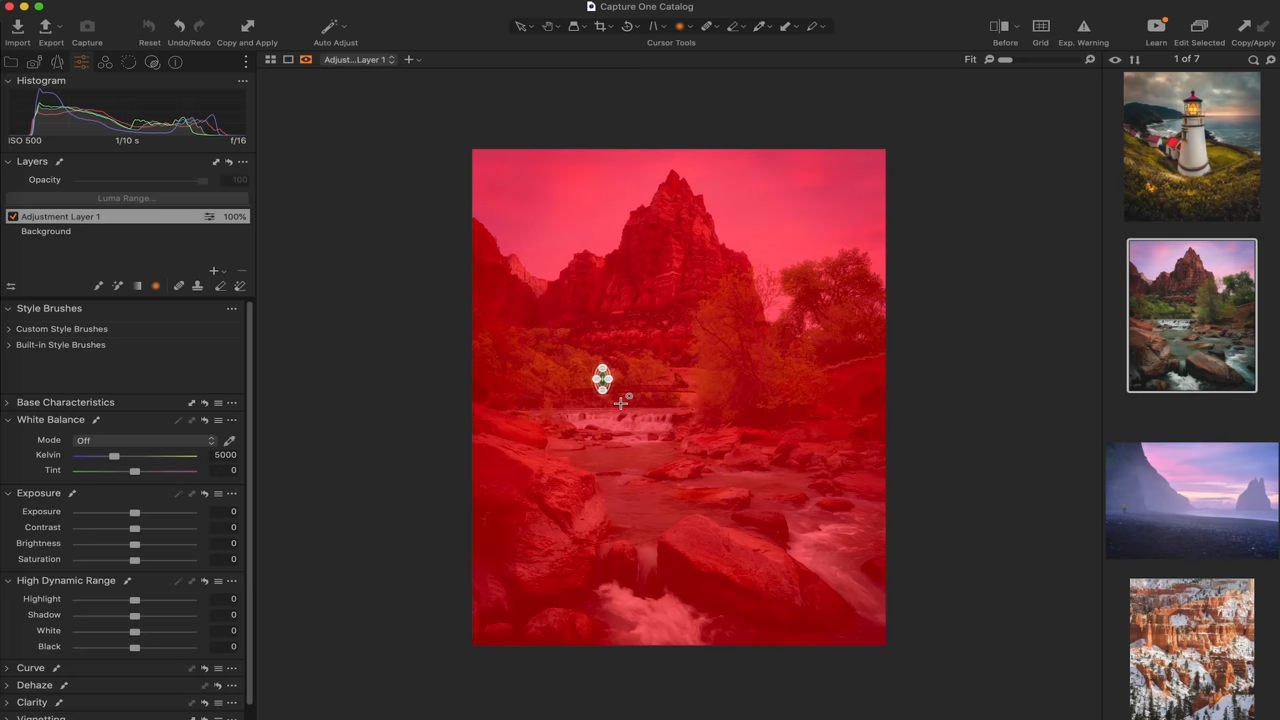 Capture One Catalog
Import
Export
Capture
Reset
Undo/Redo
Copy and Apply
Auto Adjust
Cursor Tools
Before
Grid
Exp. Warning
Learn
Edit Selected
Copy/Apply
Adjust...Layer 1
Fit
1 of 7
Histogram
ISO 500 1/10 s f/16
Layers
Opacity 100
Luma Range...
Adjustment Layer 1 100%
Background
Style Brushes
Custom Style Brushes
Built-in Style Brushes
Base Characteristics
White Balance
Mode Off
Kelvin 5000
Tint 0
Exposure
Exposure 0
Contrast 0
Brightness 0
Saturation 0
High Dynamic Range
Highlight 0
Shadow 0
White 0
Black 0
Curve
Dehaze
Clarity
Vignetting